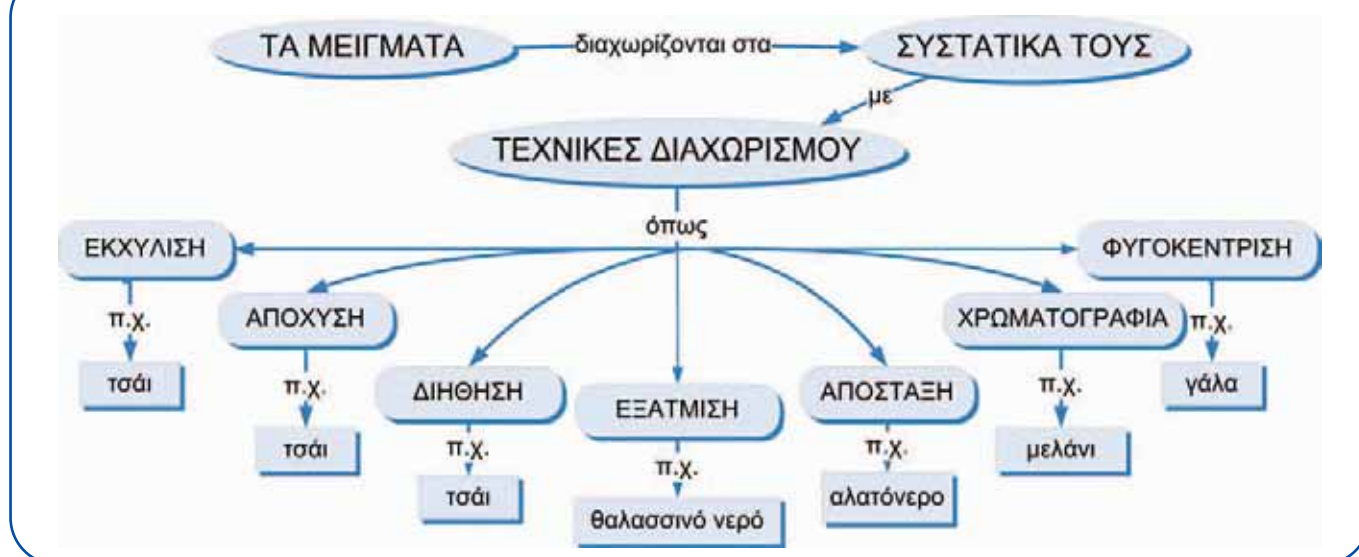 ΤΑ ΜΕΙΓΜΑΤΑ διαχωρίζονται στα ΣΥΣΤΑΤΙΚΑ ΤΟΥΣ
με
ΤΕΧΝΙΚΕΣ ΔΙΑΧΩΡΙΣΜΟΥ
όπως
ΕΚΧΥΛΙΣΗ
π.χ.
τσάι
ΑΠΟΧΥΣΗ
π.χ.
τσάι
ΔΙΗΘΗΣΗ
π.χ.
τσάι
ΕΞΑΤΜΙΣΗ
π.χ.
θαλασσινό νερό
ΑΠΟΣΤΑΞΗ
π.χ.
αλατόνερο
ΧΡΩΜΑΤΟΓΡΑΦΙΑ
π.χ.
μελάνι
ΦΥΓΟΚΕΝΤΡΙΣΗ
π.χ.
γάλα